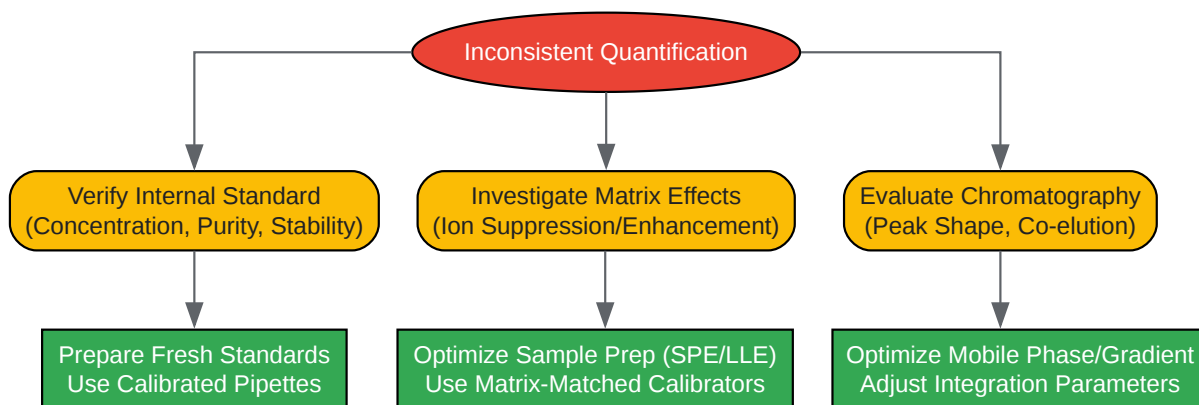 Inconsistent Quantification
Verify Internal Standard
(Concentration, Purity, Stability)
Investigate Matrix Effects
(Ion Suppression/Enhancement)
Evaluate Chromatography
(Peak Shape, Co-elution)
Prepare Fresh Standards
Use Calibrated Pipettes
Optimize Sample Prep (SPE/LLE)
Use Matrix-Matched Calibrators
Optimize Mobile Phase/Gradient
Adjust Integration Parameters